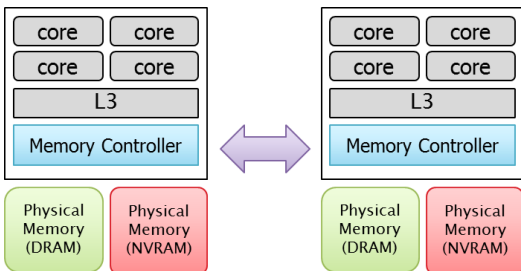 core core core core
core core core core
L3 L3
Memory Controller Memory Controller
Physical Physical Physical Physical
Memory Memory Memory Memory
(DRAM) (NVRAM) (DRAM) (NVRAM)